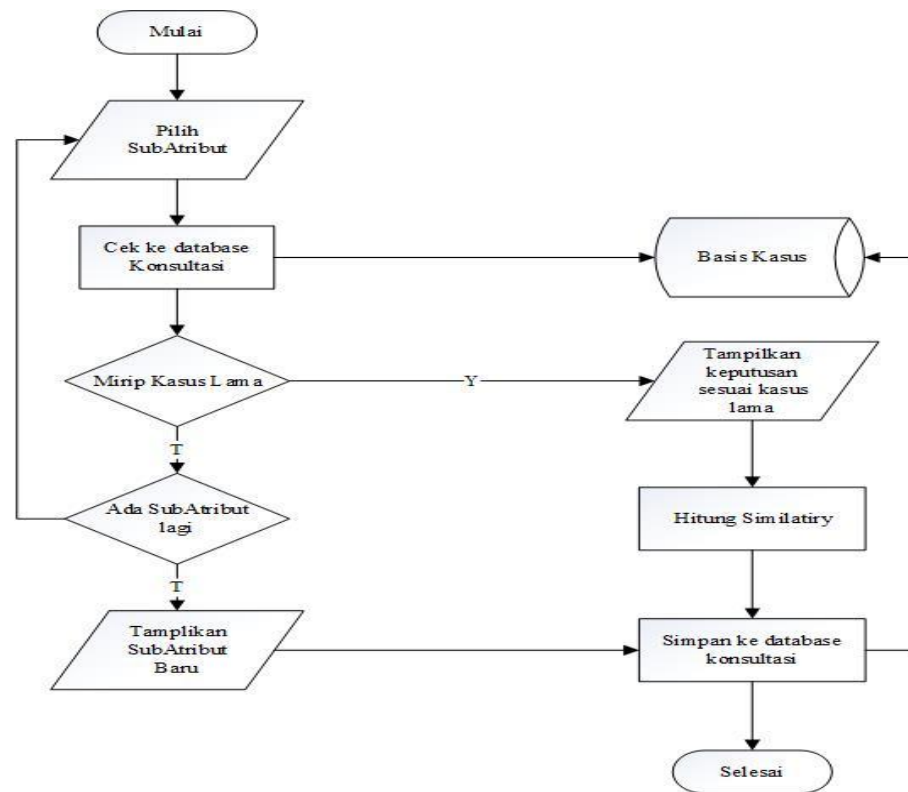 Mulai
Pilih
SubAtribut
Cek ke database
Konsultasi
Basis Kasus
Mirip Kasus Lama
Y
Tampilkan
keputusan
sesuai kasus
lama
T
Ada SubAtribut
lagi
Hitung Similatiry
T
Tamplikan
SubAtribut
Baru
Simpan ke database
konsultasi
Selesai